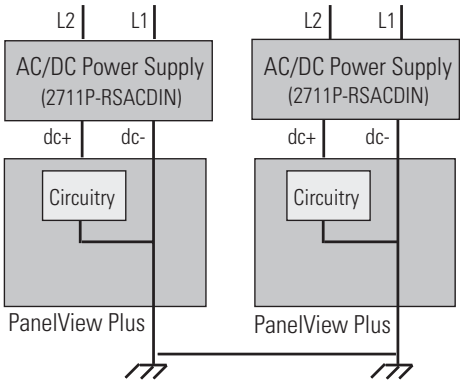 L2 L1
AC/DC Power Supply
(2711P-RSACDIN)
dc+ dc-
Circuitry
PanelView Plus
L2 L1
AC/DC Power Supply
(2711P-RSACDIN)
dc+ dc-
Circuitry
PanelView Plus